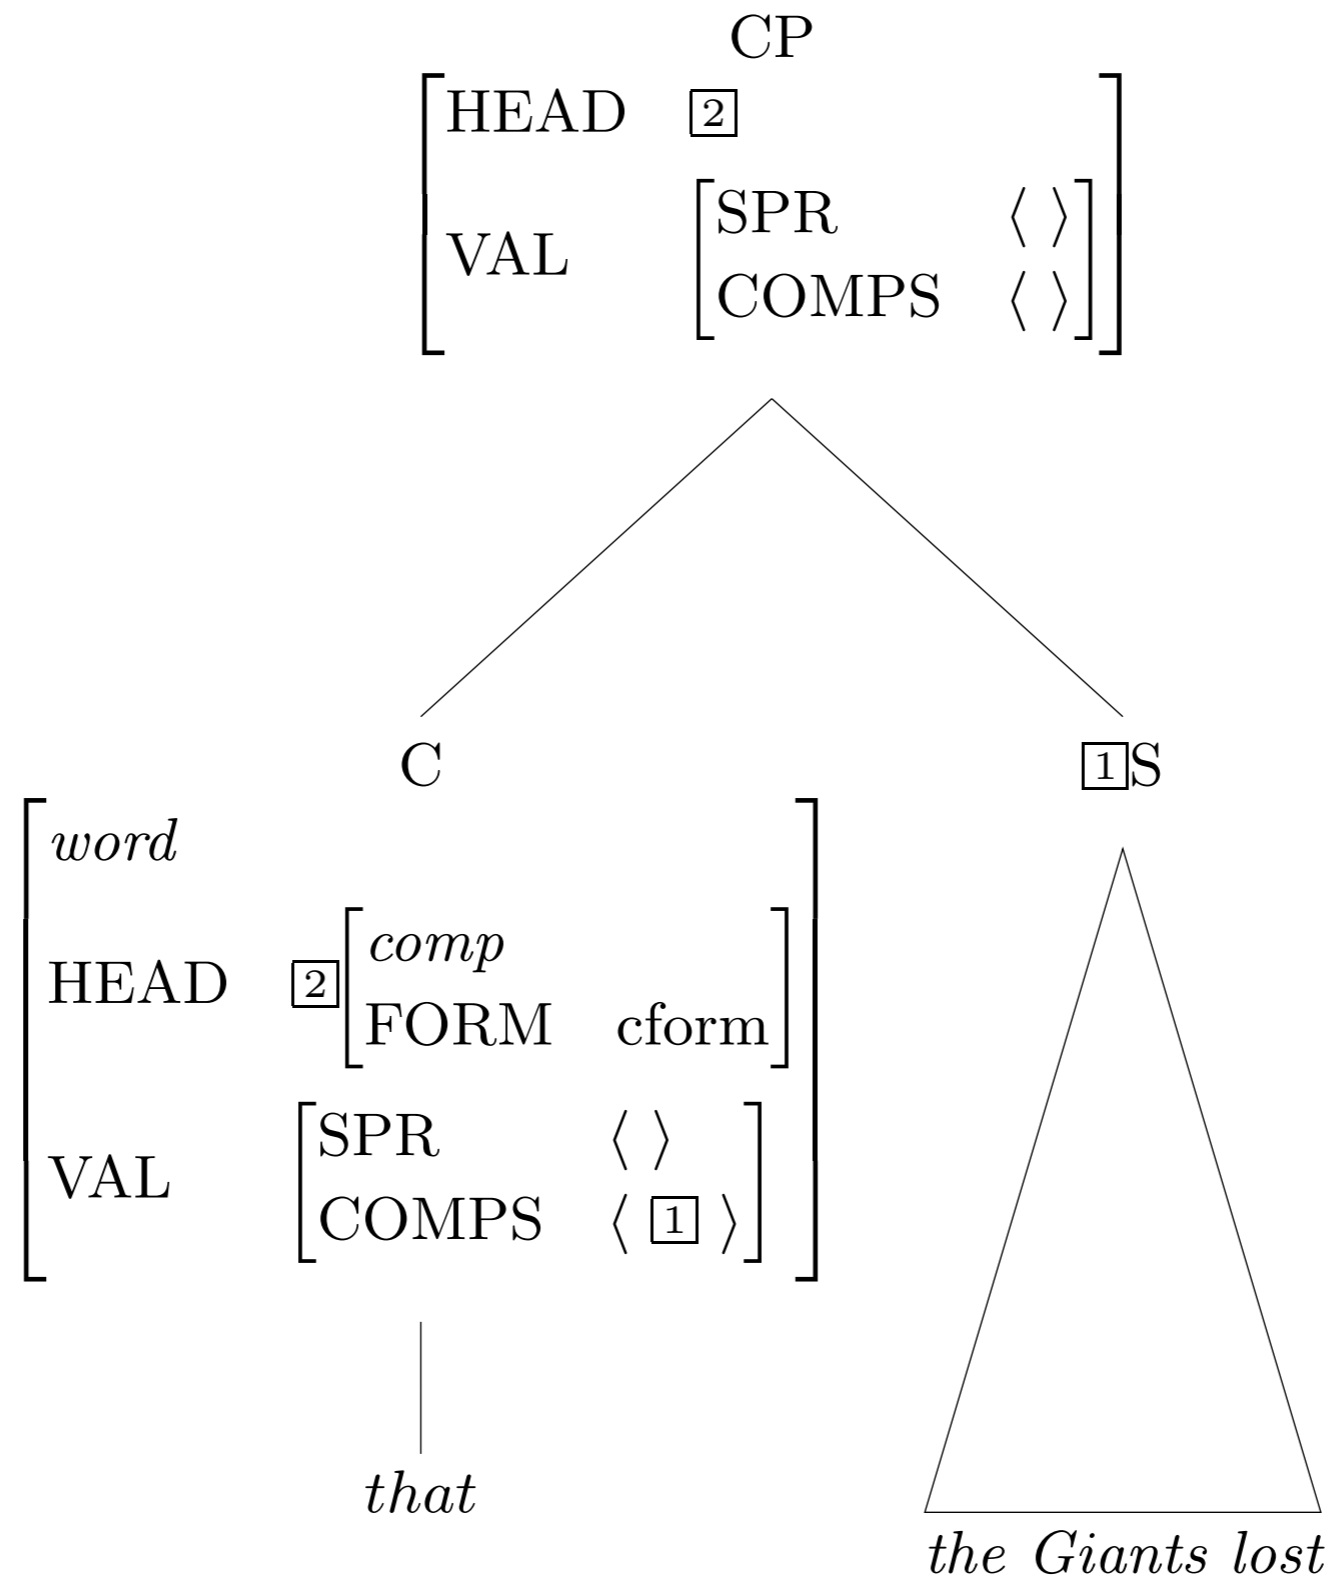 CP
HEAD 2
SPR ⟨ ⟩
VAL
COMPS ⟨ ⟩
C
1 S
word
comp
HEAD 2
FORM cform
SPR ⟨ ⟩
VAL
COMPS ⟨ 1 ⟩
that
the Giants lost